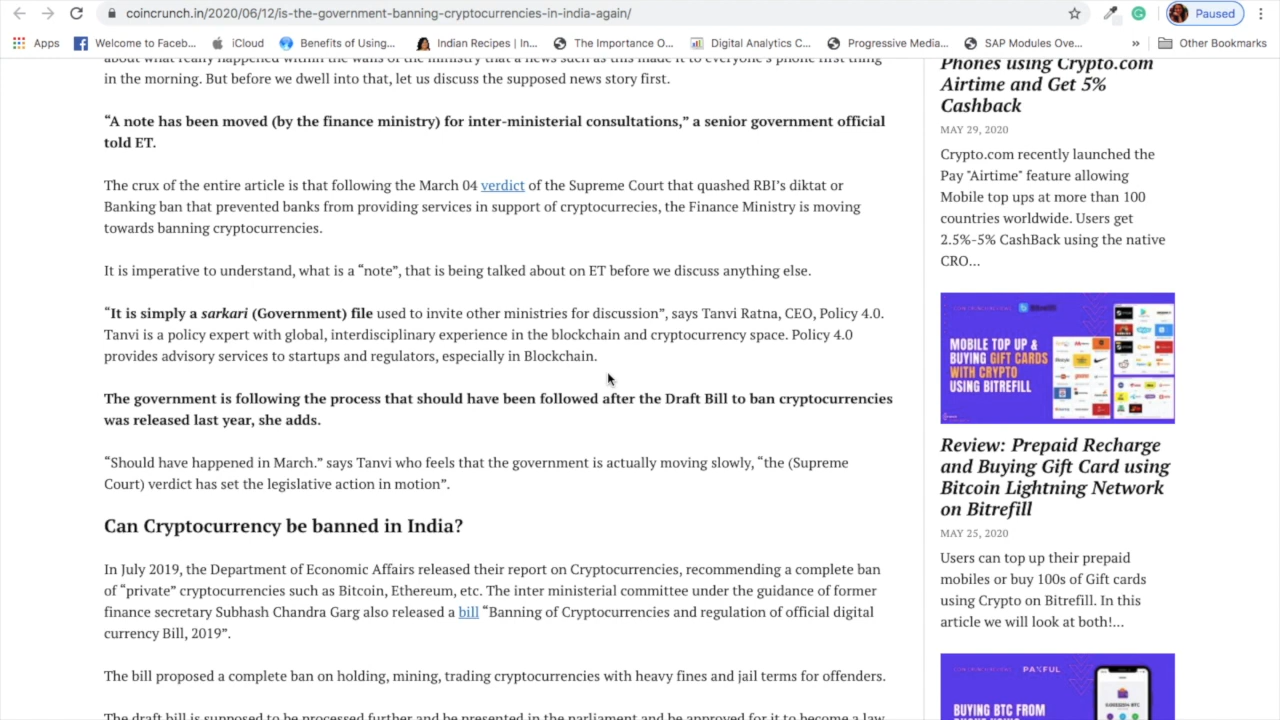 coincrunch.in/2020/06/12/is-the-government-banning-cryptocurrencies-in-india-again/
Paused
Apps
Welcome to Faceb...
iCloud
Benefits of Using...
Indian Recipes | In...
The Importance O...
Digital Analytics C...
Progressive Media...
SAP Modules Ove...
»
Other Bookmarks
about what really happened within the walls of the ministry that a news such as this made it to everyone's phone first thing
in the morning. But before we dwell into that, let us discuss the supposed news story first.
“A note has been moved (by the finance ministry) for inter-ministerial consultations,” a senior government official
told ET.
The crux of the entire article is that following the March 04 verdict of the Supreme Court that quashed RBI’s diktat or
Banking ban that prevented banks from providing services in support of cryptocurrecies, the Finance Ministry is moving
towards banning cryptocurrencies.
It is imperative to understand, what is a “note”, that is being talked about on ET before we discuss anything else.
“It is simply a sarkari (Government) file used to invite other ministries for discussion”, says Tanvi Ratna, CEO, Policy 4.0.
Tanvi is a policy expert with global, interdisciplinary experience in the blockchain and cryptocurrency space. Policy 4.0
provides advisory services to startups and regulators, especially in Blockchain.
The government is following the process that should have been followed after the Draft Bill to ban cryptocurrencies
was released last year, she adds.
“Should have happened in March.” says Tanvi who feels that the government is actually moving slowly, “the (Supreme
Court) verdict has set the legislative action in motion”.
Can Cryptocurrency be banned in India?
In July 2019, the Department of Economic Affairs released their report on Cryptocurrencies, recommending a complete ban
of “private” cryptocurrencies such as Bitcoin, Ethereum, etc. The inter ministerial committee under the guidance of former
finance secretary Subhash Chandra Garg also released a bill “Banning of Cryptocurrencies and regulation of official digital
currency Bill, 2019”.
The bill proposed a complete ban on holding, mining, trading cryptocurrencies with heavy fines and jail terms for offenders.
The draft bill is supposed to be processed further and be presented in the parliament and be approved for it to become a law
Phones using Crypto.com
Airtime and Get 5%
Cashback
MAY 29, 2020
Crypto.com recently launched the
Pay "Airtime" feature allowing
Mobile top ups at more than 100
countries worldwide. Users get
2.5%-5% CashBack using the native
CRO...
Bitrefill
MOBILE TOP UP &
BUYING GIFT CARDS
WITH CRYPTO
USING BITREFILL
Review: Prepaid Recharge
and Buying Gift Card using
Bitcoin Lightning Network
on Bitrefill
MAY 25, 2020
Users can top up their prepaid
mobiles or buy 100s of Gift cards
using Crypto on Bitrefill. In this
article we will look at both!...
PAXFUL
BUYING BTC FROM